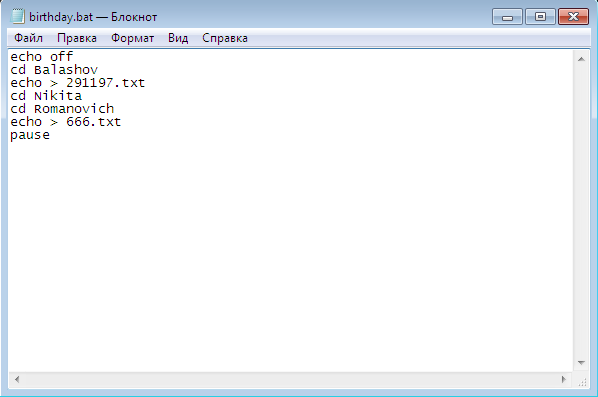 birthday.bat — Блокнот
Файл Правка Формат Вид Справка
echo off
cd Balashov
echo > 291197.txt
cd Nikita
cd Romanovich
echo > 666.txt
pause